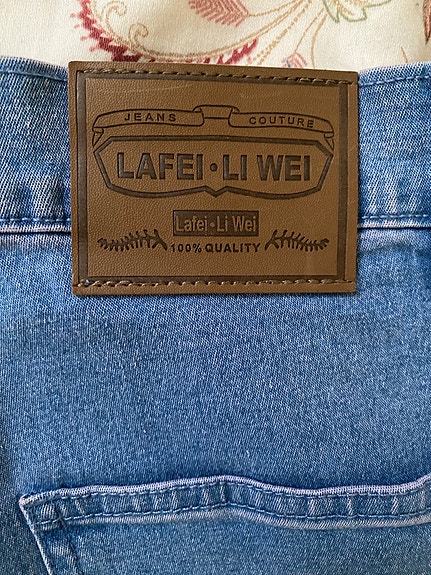 JEANS COUTURE
LAFEI·LI WEI
Lafei·Li Wei
100% QUALITY